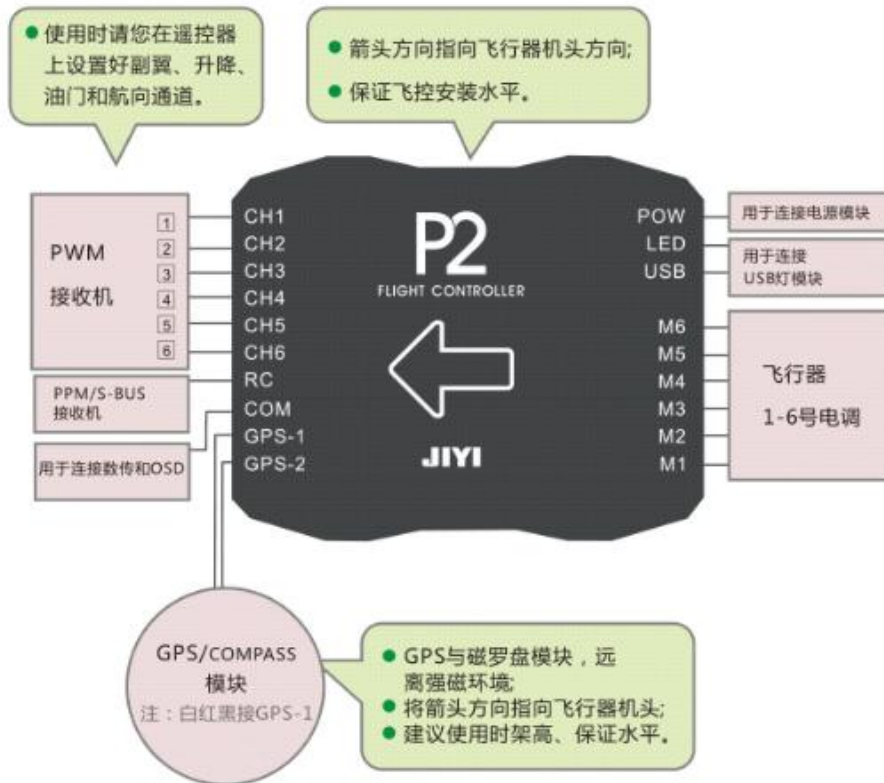 使用时请您在遥控器
上设置好副翼、升降、
油门和航向通道。
箭头方向指向飞行器机头方向;
保证飞控安装水平。
PWM
接收机
1
2
3
4
5
6
PPM/S-BUS
接收机
用于连接数传和OSD
CH1
CH2
CH3
CH4
CH5
CH6
RC
COM
GPS-1
GPS-2
P2
FLIGHT CONTROLLER
JIYI
POW
LED
USB
M6
M5
M4
M3
M2
M1
用于连接电源模块
用于连接
USB灯模块
飞行器
1-6号电调
GPS/COMPASS
模块
注：白红黑接GPS-1
GPS与磁罗盘模块，远
离强磁环境;
将箭头方向指向飞行器机头;
建议使用时架高、保证水平。